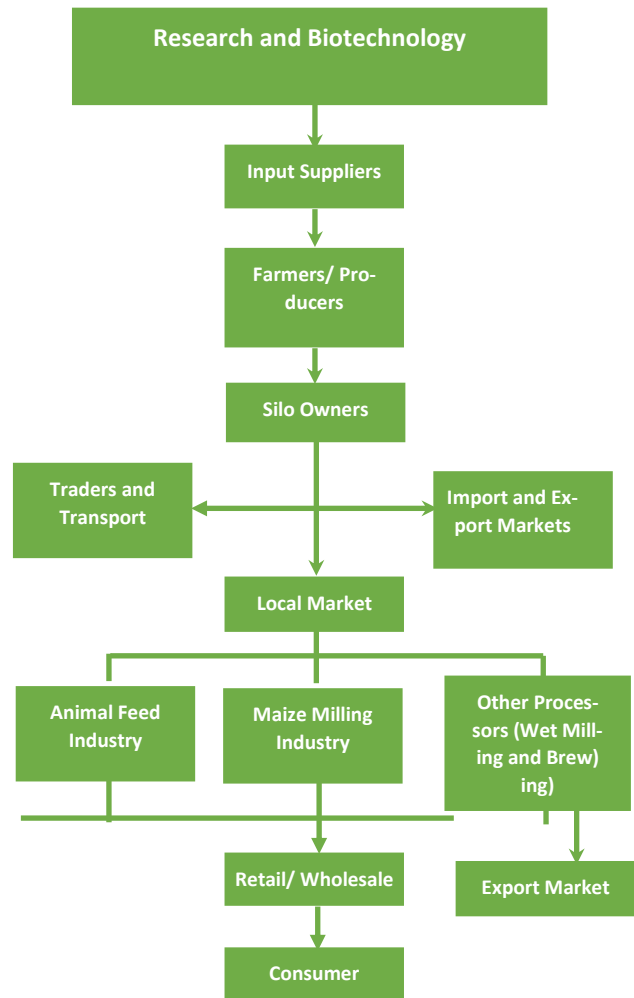 Research and Biotechnology
Input Suppliers
Farmers/ Pro-
ducers
Silo Owners
Traders and
Transport
Import and Ex-
port Markets
Local Market
Animal Feed
Industry
Maize Milling
Industry
Other Proces-
sors (Wet Mill-
ing and Brew)
ing)
Retail/ Wholesale
Export Market
Consumer